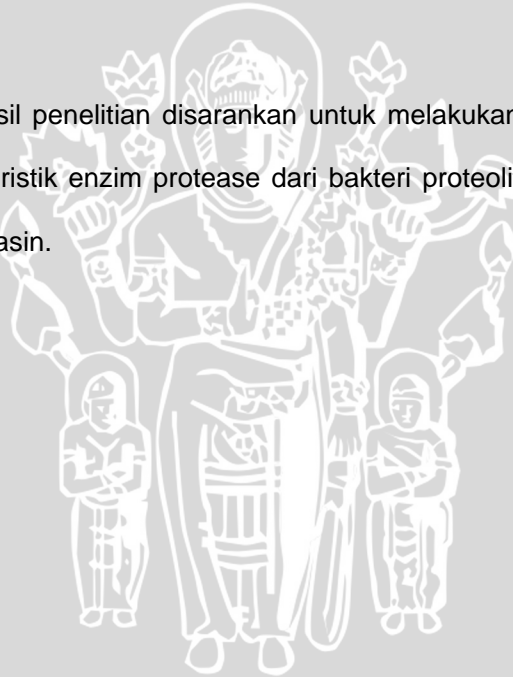 sil penelitian disarankan untuk melakukan
ristik enzim protease dari bakteri proteoli
asin.